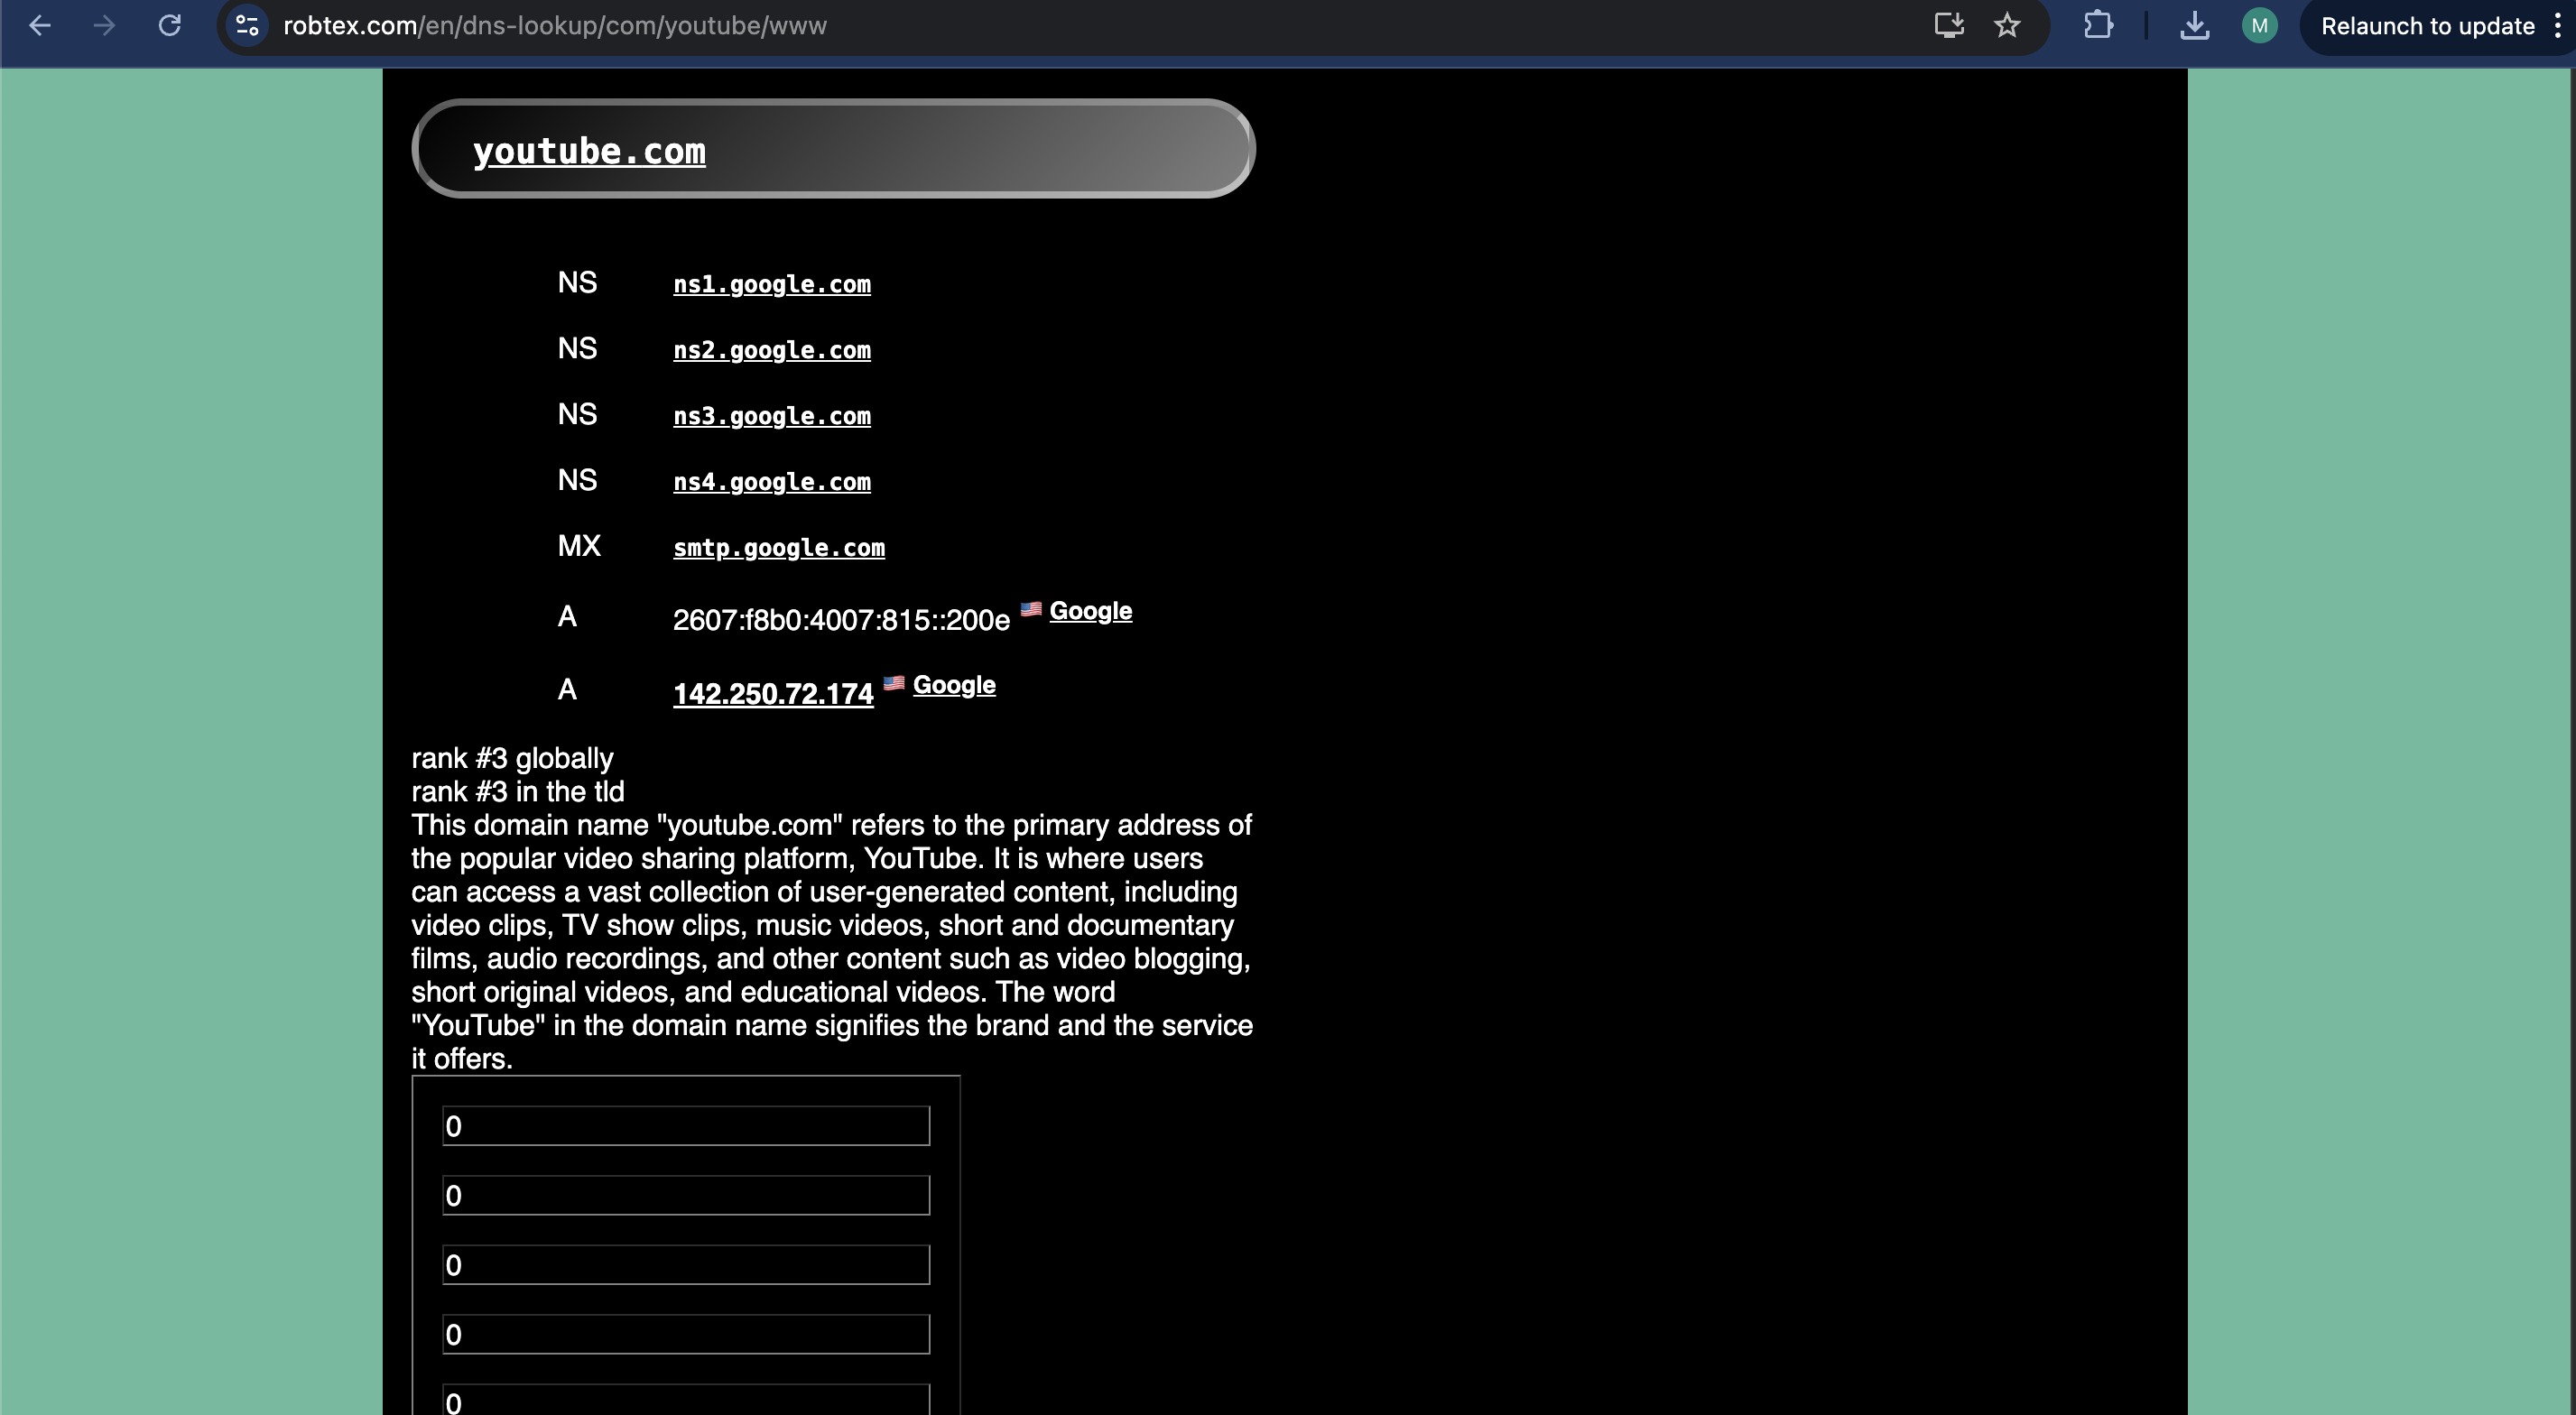 robtex.com/en/dns-lookup/com/youtube/www
M
Relaunch to update
youtube.com
NS ns1.google.com
NS ns2.google.com
NS ns3.google.com
NS ns4.google.com
MX smtp.google.com
A 2607:f8b0:4007:815::200e Google
A 142.250.72.174 Google
rank #3 globally
rank #3 in the tld
This domain name "youtube.com" refers to the primary address of
the popular video sharing platform, YouTube. It is where users
can access a vast collection of user-generated content, including
video clips, TV show clips, music videos, short and documentary
films, audio recordings, and other content such as video blogging,
short original videos, and educational videos. The word
"YouTube" in the domain name signifies the brand and the service
it offers.
0
0
0
0
0